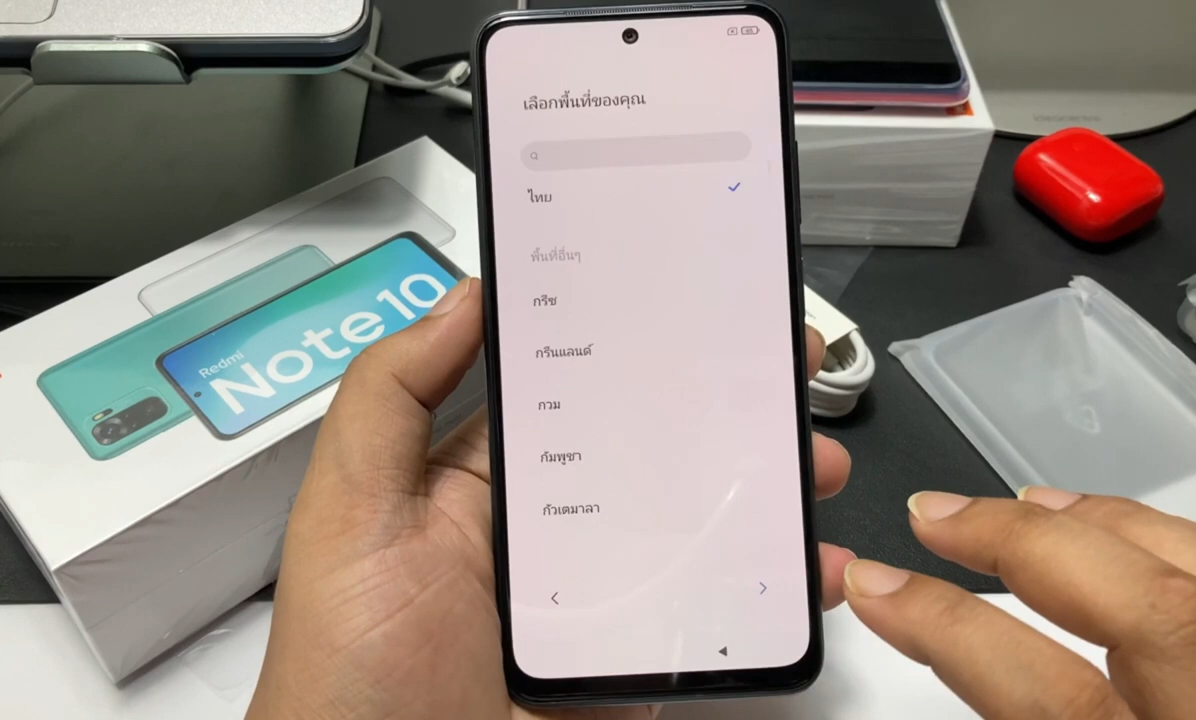 เลือกพื้นที่ของคุณ
ไทย
พื้นที่อื่นๆ
กรีซ
กรีนแลนด์
กวม
กัมพูชา
กัวเตมาลา
Redmi
Note 10